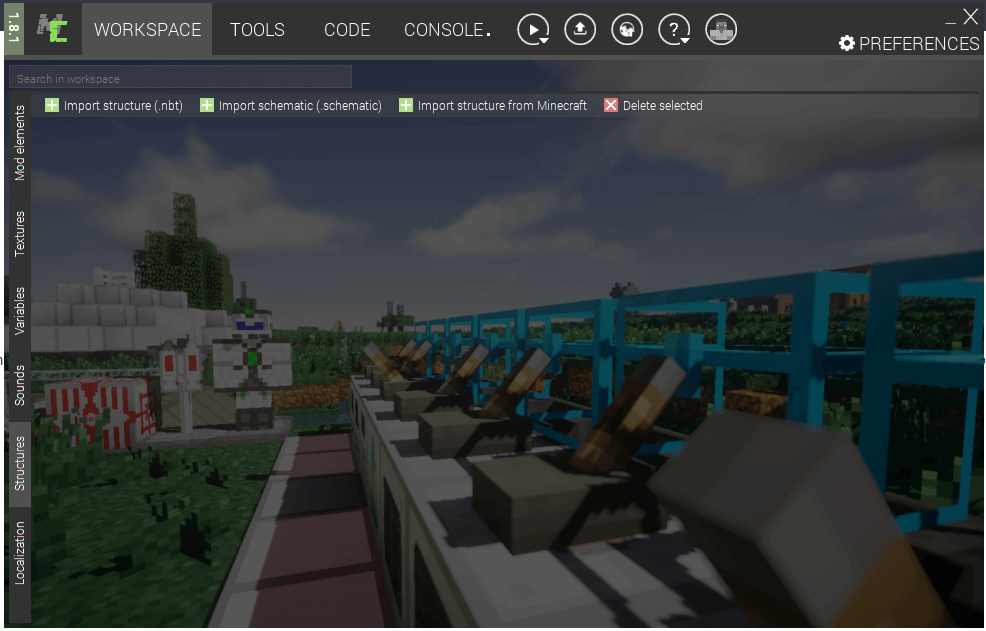 1.8.1
WORKSPACE
TOOLS
CODE
CONSOLE.
?
PREFERENCES
Search in workspace
Import structure (.nbt)
Import schematic (.schematic)
Import structure from Minecraft
Delete selected
Mod elements
Textures
Variables
Sounds
Structures
Localization